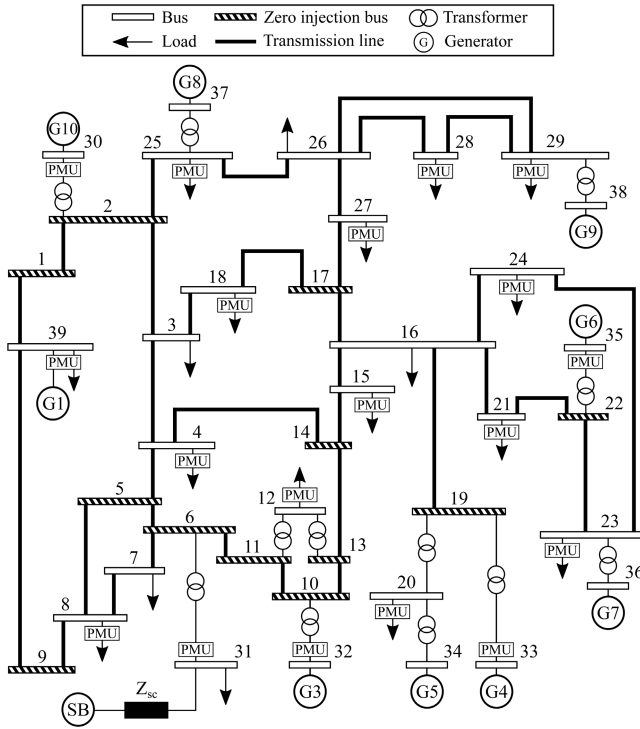 Bus Zero injection bus Transformer
Load Transmission line G Generator
G8
37
G10
30
25
26
28
29
PMU
PMU
PMU
PMU
2
38
27
G9
1
PMU
18
17
24
3
PMU
PMU
G6
39
16
35
PMU
15
PMU
G1
PMU
21
22
4
14
PMU
PMU
PMU
5
12
19
6
23
7
11
13
PMU
8
10
20
36
PMU
PMU
G7
9
PMU
31
PMU
32
34
PMU
33
Zsc
SB
G3
G5
G4